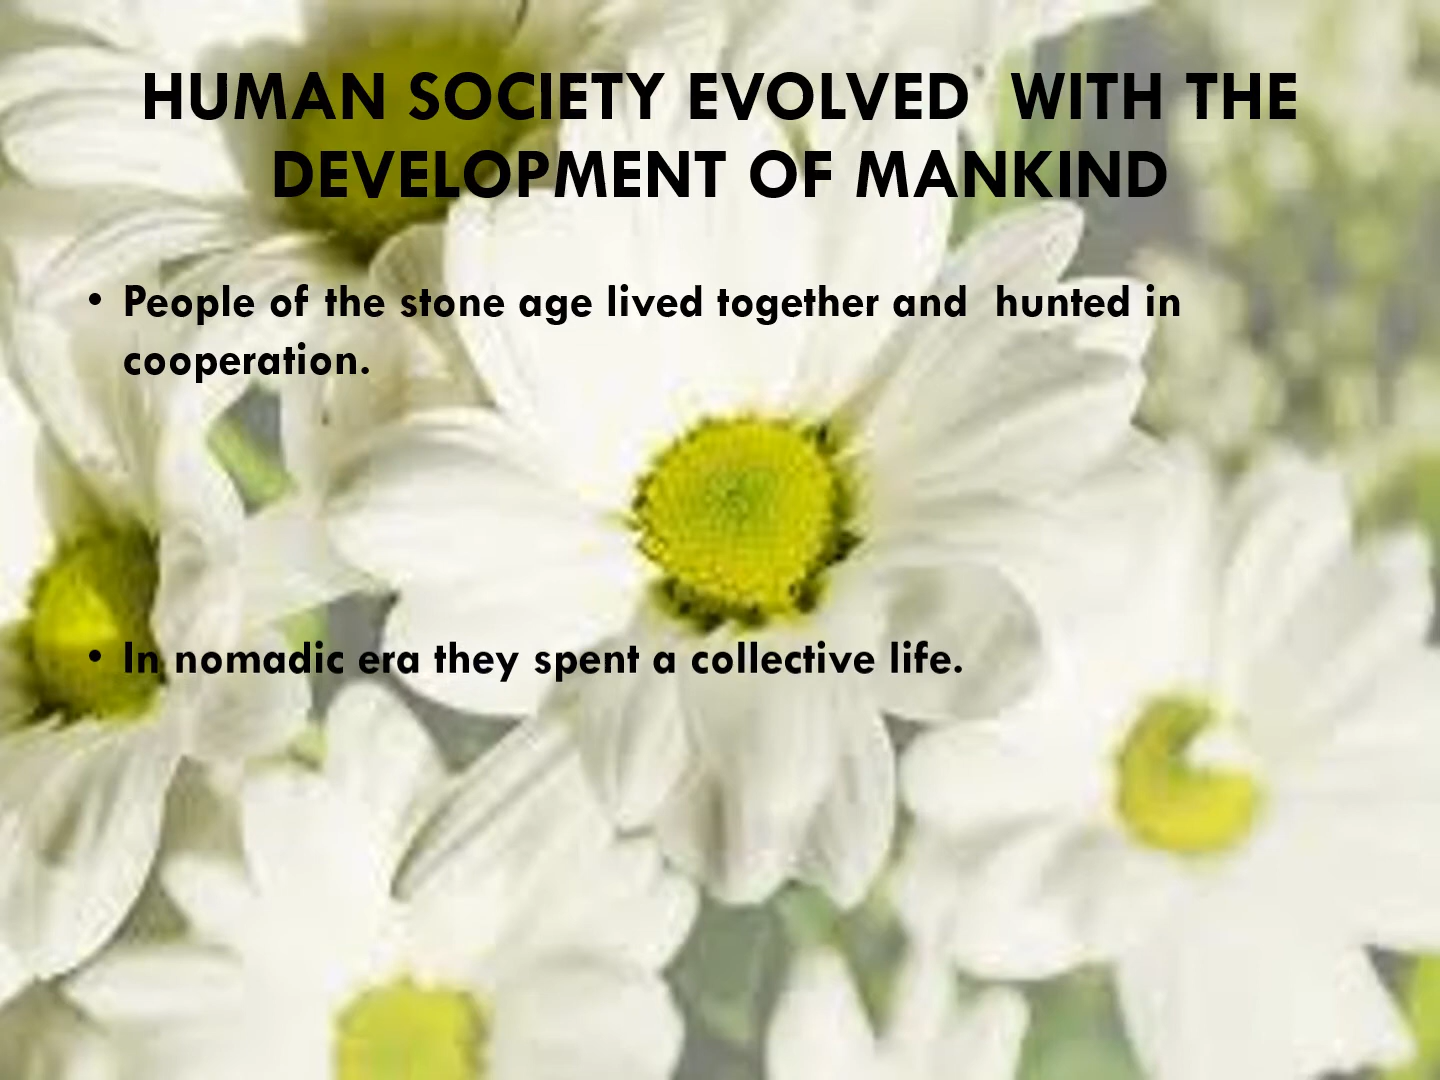 HUMAN SOCIETY EVOLVED  WITH THE
DEVELOPMENT OF MANKIND
• People of the stone age lived together and  hunted in
cooperation.
• In nomadic era they spent a collective life.